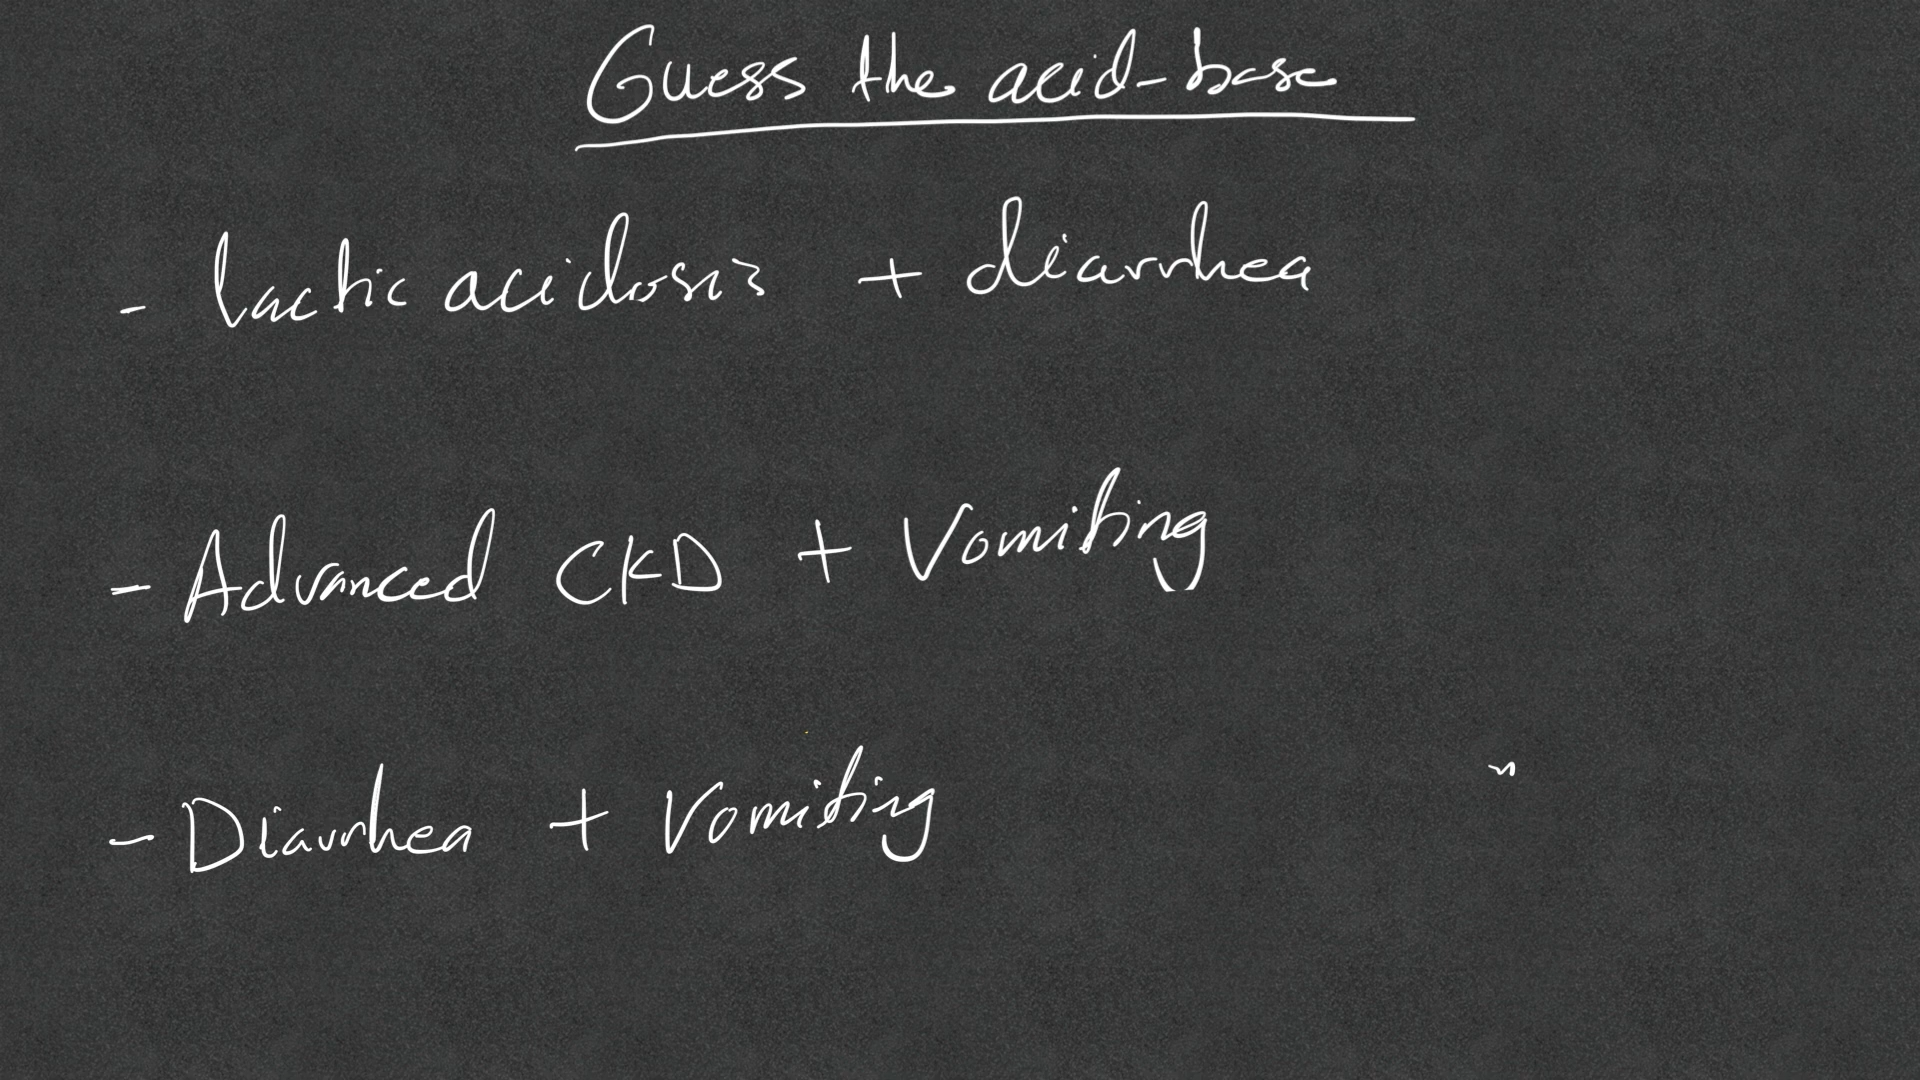 Guess the acid-base
- lactic acidosis + diarrhea
- Advanced CKD + Vomiting
- Diarrhea + Vomiting